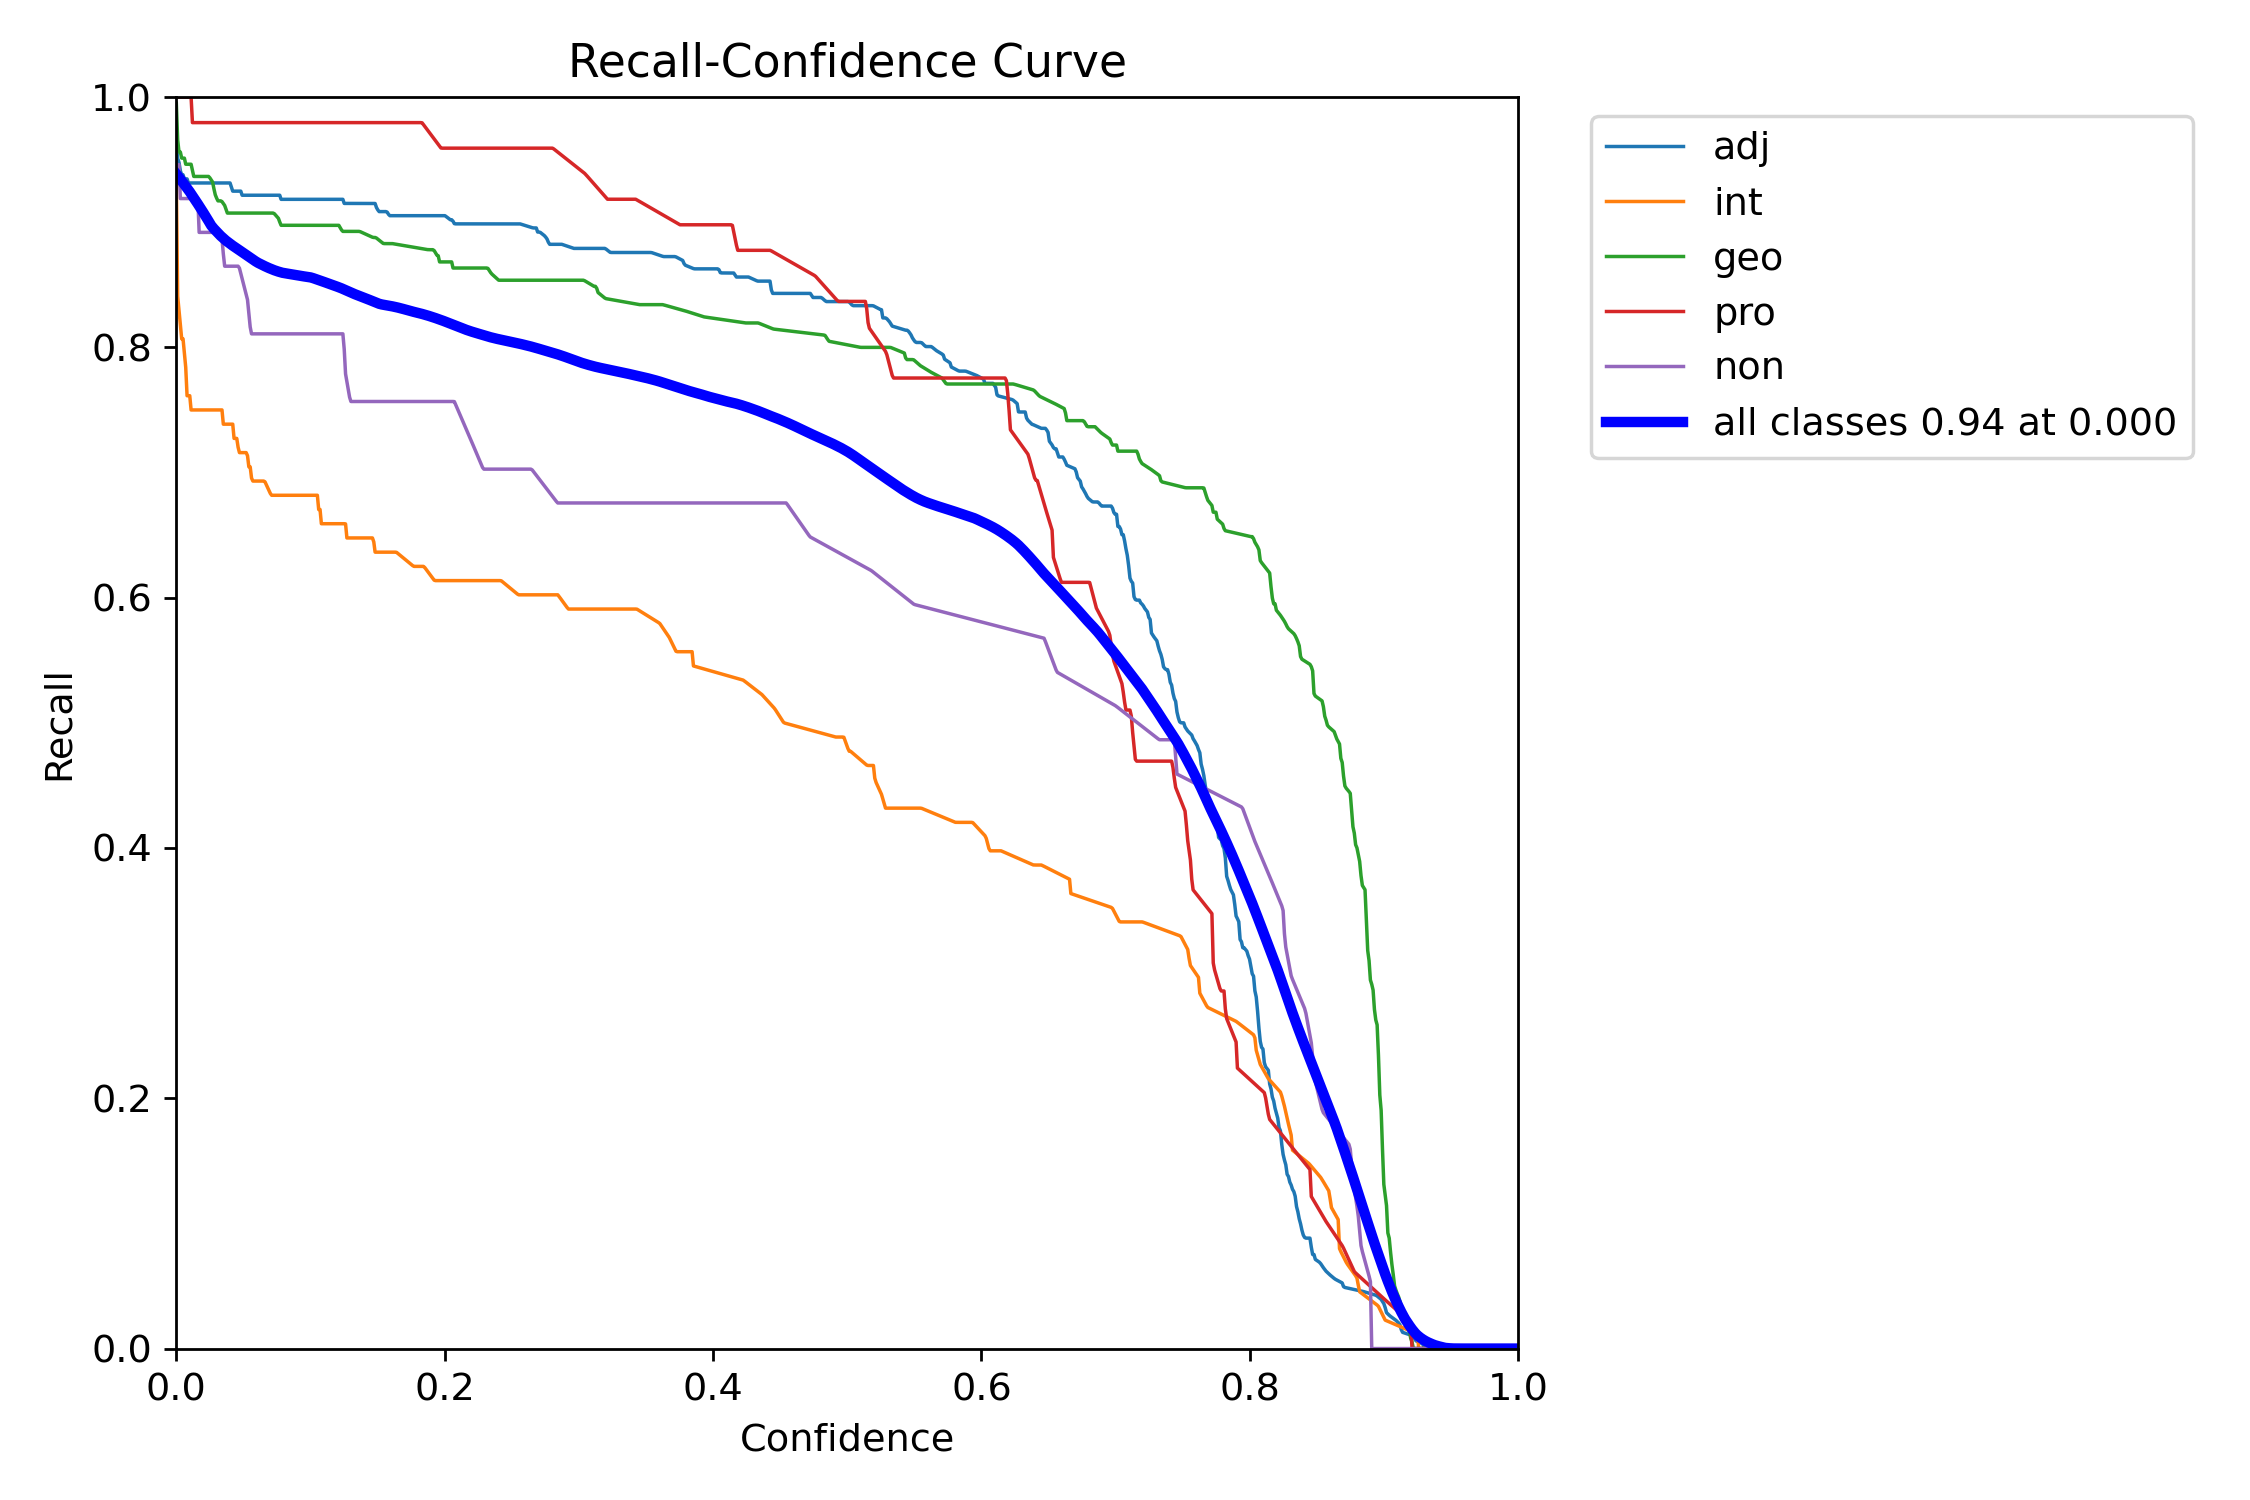 Recall-Confidence Curve
1.0
0.8
0.6
0.4
0.2
0.0
Recall
0.0 0.2 0.4 0.6 0.8 1.0
Confidence
adj
int
geo
pro
non
all classes 0.94 at 0.000